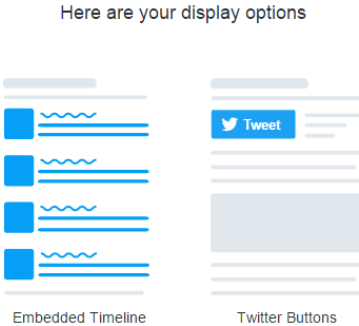 Here are your display options
Tweet
Embedded Timeline
Twitter Buttons